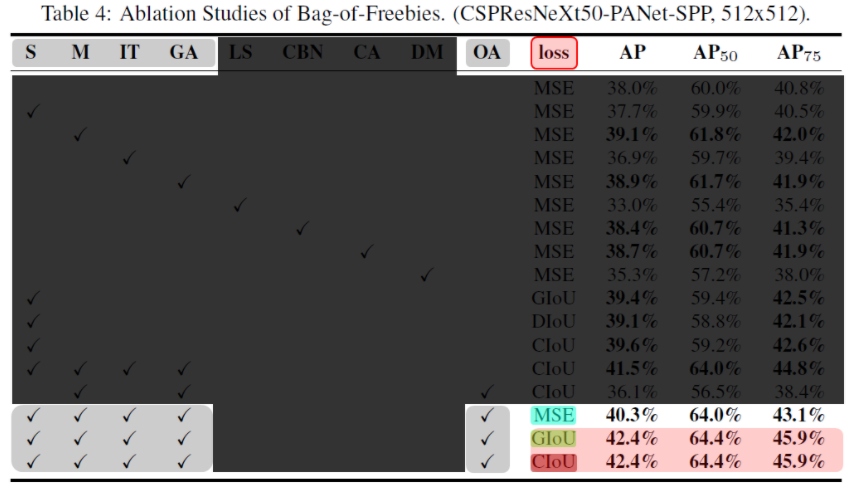 Table 4: Ablation Studies of Bag-of-Freebies. (CSPResNeXt50-PANet-SPP, 512x512).
S M IT GA LS CBN CA DM OA loss AP AP50 AP75
MSE 38.0% 60.0% 40.8%
✓ MSE 37.7% 59.9% 40.5%
✓ MSE 39.1% 61.8% 42.0%
✓ MSE 36.9% 59.7% 39.4%
✓ MSE 38.9% 61.7% 41.9%
✓ MSE 33.0% 55.4% 35.4%
✓ MSE 38.4% 60.7% 41.3%
✓ MSE 38.7% 60.7% 41.9%
✓ MSE 35.3% 57.2% 38.0%
✓ GIoU 39.4% 59.4% 42.5%
✓ DIoU 39.1% 58.8% 42.1%
✓ CIoU 39.6% 59.2% 42.6%
✓ ✓ ✓ ✓ CIoU 41.5% 64.0% 44.8%
✓ ✓ ✓ CIoU 36.1% 56.5% 38.4%
✓ ✓ ✓ ✓ ✓ MSE 40.3% 64.0% 43.1%
✓ ✓ ✓ ✓ ✓ GIoU 42.4% 64.4% 45.9%
✓ ✓ ✓ ✓ ✓ CIoU 42.4% 64.4% 45.9%